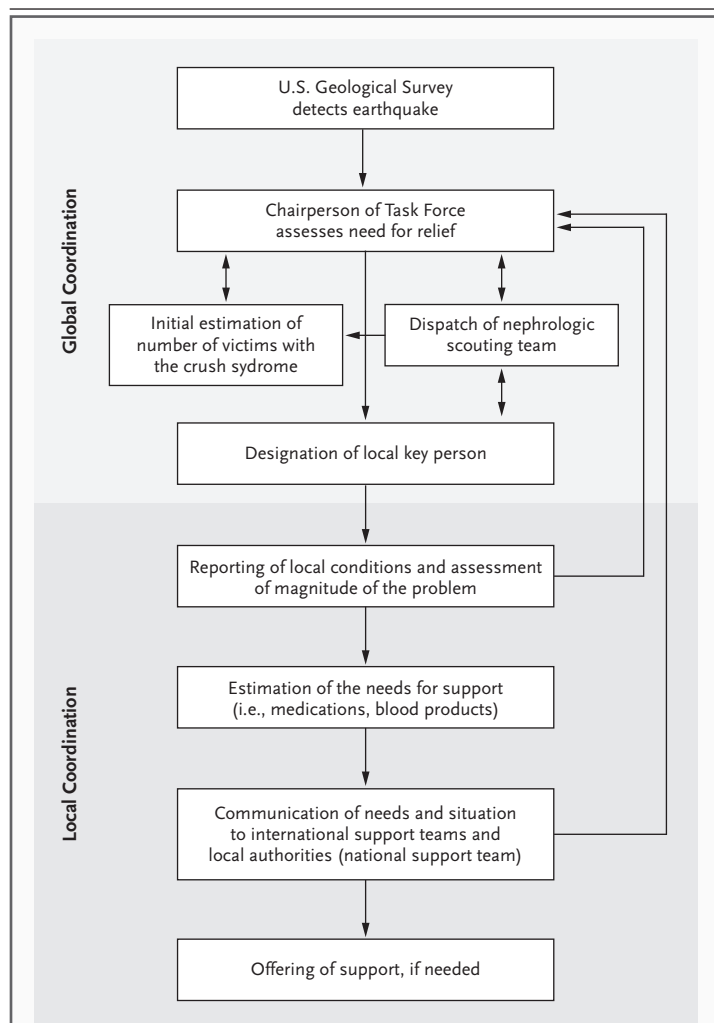 U.S. Geological Survey
detects earthquake
Global Coordination
Chairperson of Task Force
assesses need for relief
Initial estimation of
number of victims with
the crush sydrome
Dispatch of nephrologic
scouting team
Designation of local key person
Local Coordination
Reporting of local conditions and assessment
of magnitude of the problem
Estimation of the needs for support
(i.e., medications, blood products)
Communication of needs and situation
to international support teams and
local authorities (national support team)
Offering of support, if needed